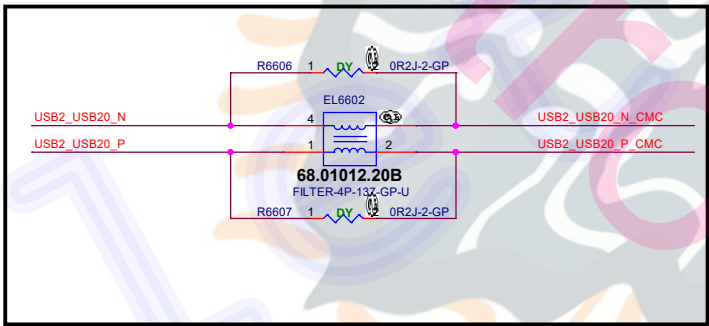 R6606 1 DY 2 0R2J-2-GP
EL6602
USB2_USB20_N 4 USB2_USB20_N_CMC
USB2_USB20_P 1 2 USB2_USB20_P_CMC
68.01012.20B
FILTER-4P-137-GP-U
R6607 1 DY 2 0R2J-2-GP